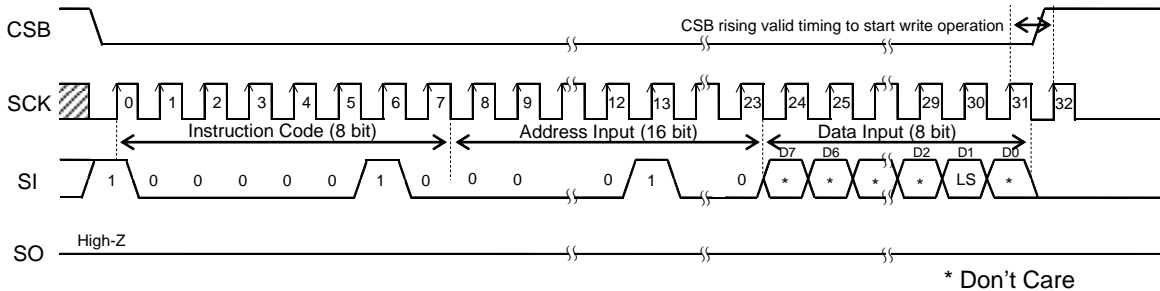 CSB
CSB rising valid timing to start write operation
SCK
0 1 2 3 4 5 6 7 8 9 12 13 23 24 25 29 30 31 32
Instruction Code (8 bit) Address Input (16 bit) Data Input (8 bit)
D7 D6 D2 D1 D0
SI
1 0 0 0 0 0 1 0 0 0 0 1 0 * * * * LS *
High-Z
SO
* Don't Care